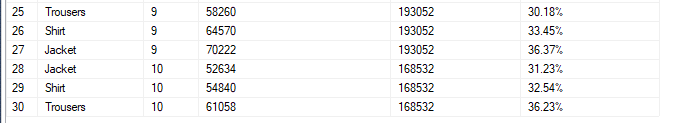 25 Trousers 9 58260 193052 30.18%
26 Shirt 9 64570 193052 33.45%
27 Jacket 9 70222 193052 36.37%
28 Jacket 10 52634 168532 31.23%
29 Shirt 10 54840 168532 32.54%
30 Trousers 10 61058 168532 36.23%